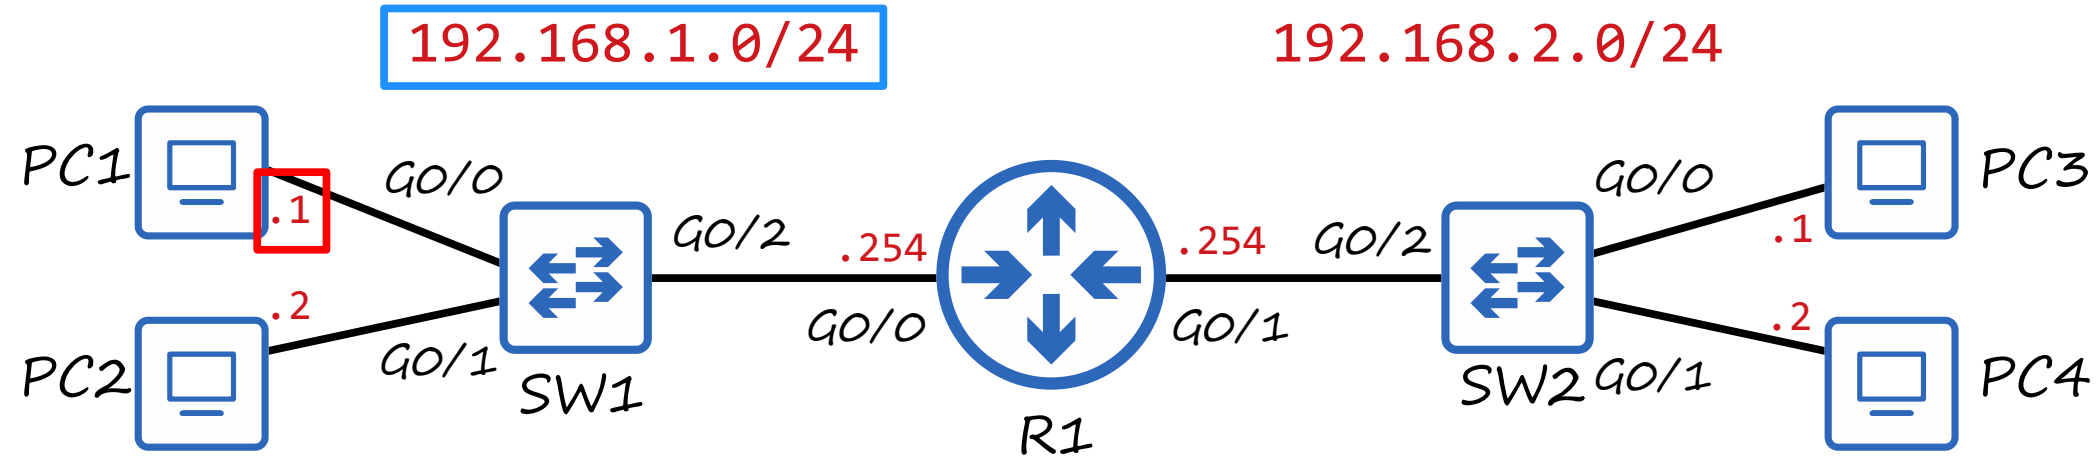 192.168.1.0/24
192.168.2.0/24
PC1
.1
G0/0
G0/2
.254
.254
G0/2
G0/0
.1
PC3
PC2
.2
G0/1
SW1
G0/0
R1
G0/1
SW2
G0/1
.2
PC4